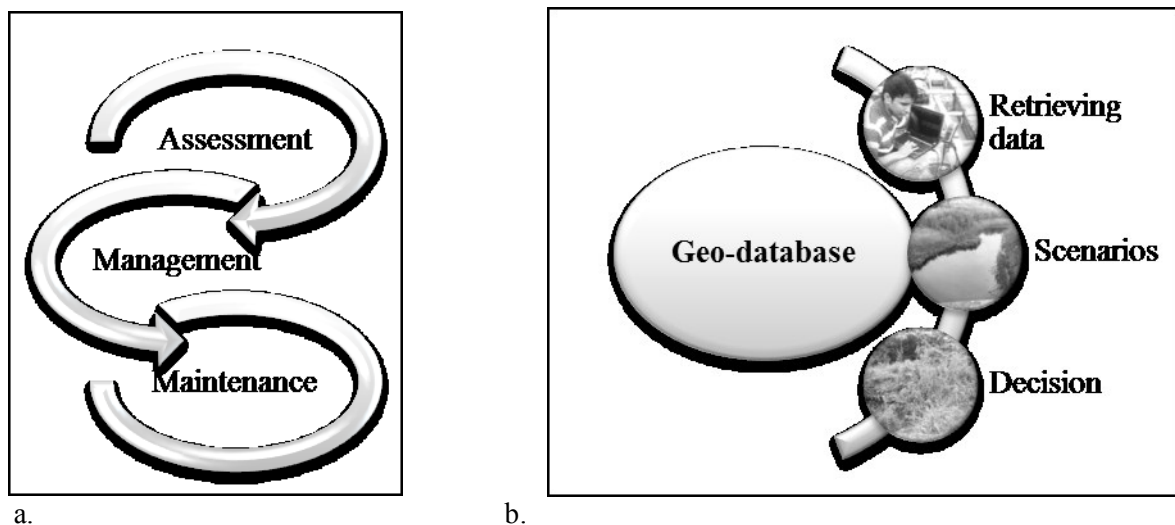 Assessment
Management
Maintenance
a.
Geo-database
Retrieving
data
Scenarios
Decision
b.